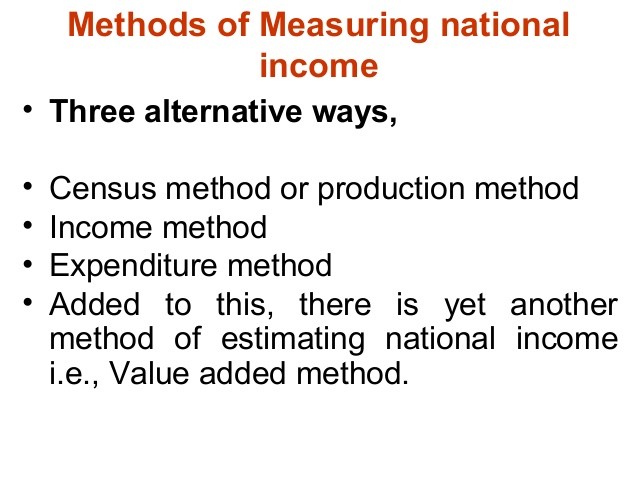 Methods of Measuring national
income
• Three alternative ways,
• Census method or production method
• Income method
• Expenditure method
• Added to this, there is yet another
method of estimating national income
i.e., Value added method.